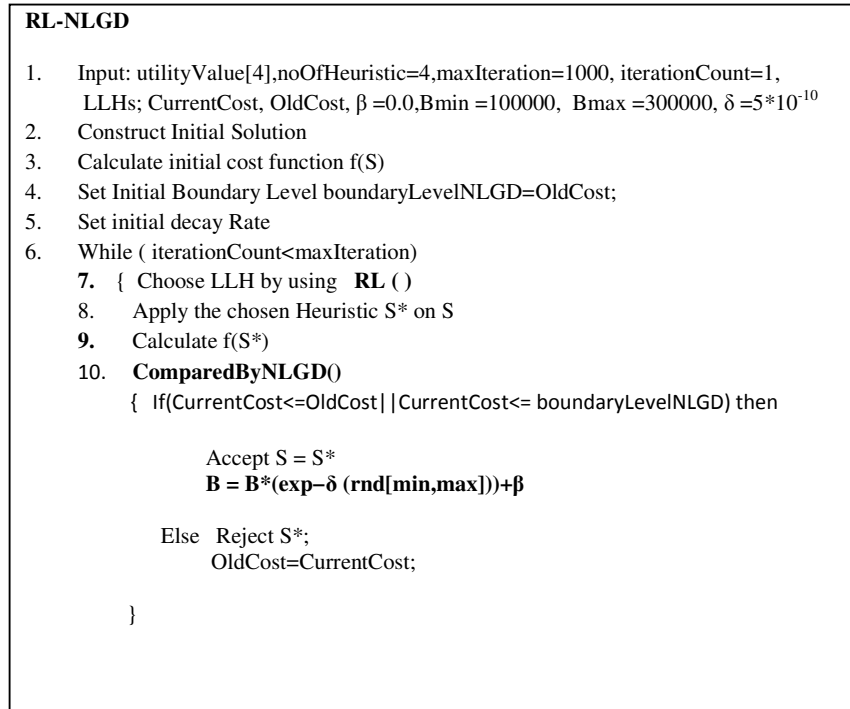 RL-NLGD
1. Input: utilityValue[4],noOfHeuristic=4,maxIteration=1000, iterationCount=1,
LLHs; CurrentCost, OldCost, β =0.0,Bmin =100000, Bmax =300000, δ =5*10⁻¹⁰
2. Construct Initial Solution
3. Calculate initial cost function f(S)
4. Set Initial Boundary Level boundaryLevelNLGD=OldCost;
5. Set initial decay Rate
6. While ( iterationCount<maxIteration)
7. { Choose LLH by using RL ( )
8. Apply the chosen Heuristic S* on S
9. Calculate f(S*)
10. ComparedByNLGD()
{ If(CurrentCost<=OldCost||CurrentCost<= boundaryLevelNLGD) then
Accept S = S*
B = B*(exp−δ (rnd[min,max]))+β
Else Reject S*;
OldCost=CurrentCost;
}